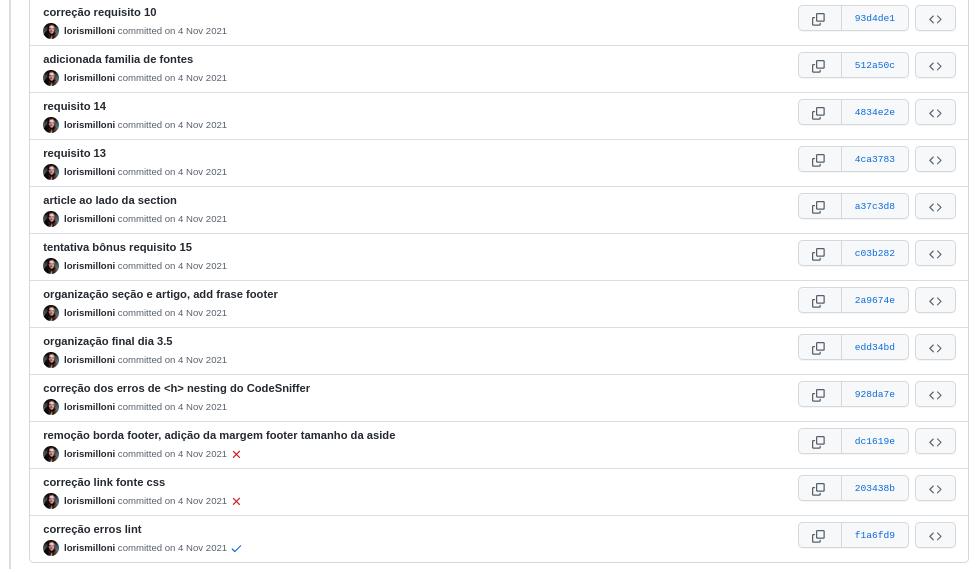 correção requisito 10
93d4de1
lorismilloni committed on 4 Nov 2021
adicionada familia de fontes
512a50c
lorismilloni committed on 4 Nov 2021
requisito 14
4834e2e
lorismilloni committed on 4 Nov 2021
requisito 13
4ca3783
lorismilloni committed on 4 Nov 2021
article ao lado da section
a37c3d8
lorismilloni committed on 4 Nov 2021
tentativa bônus requisito 15
c03b282
lorismilloni committed on 4 Nov 2021
organização seção e artigo, add frase footer
2a9674e
lorismilloni committed on 4 Nov 2021
organização final dia 3.5
edd34bd
lorismilloni committed on 4 Nov 2021
correção dos erros de <h> nesting do CodeSniffer
928da7e
lorismilloni committed on 4 Nov 2021
remoção borda footer, adição da margem footer tamanho da aside
dc1619e
lorismilloni committed on 4 Nov 2021
correção link fonte css
203438b
lorismilloni committed on 4 Nov 2021
correção erros lint
f1a6fd9
lorismilloni committed on 4 Nov 2021